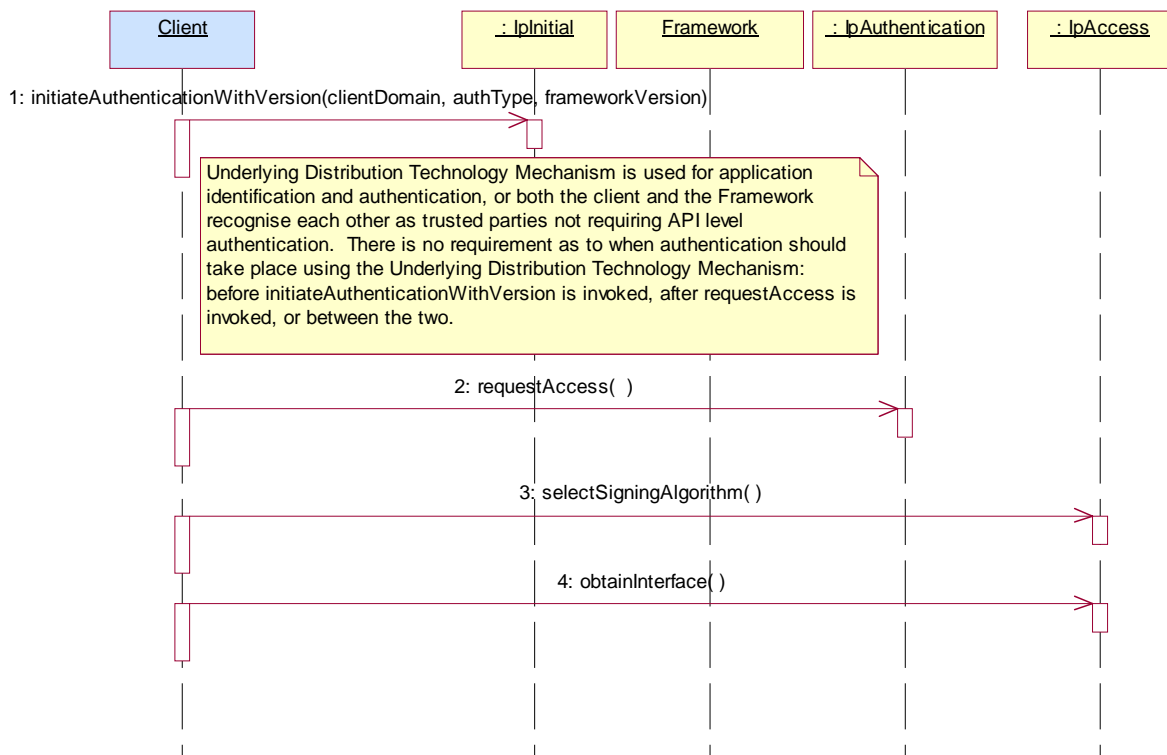 Client
: IpInitial
Framework
: IpAuthentication
: IpAccess
1: initiateAuthenticationWithVersion(clientDomain, authType, frameworkVersion)
Underlying Distribution Technology Mechanism is used for application
identification and authentication, or both the client and the Framework
recognise each other as trusted parties not requiring API level
authentication.  There is no requirement as to when authentication should
take place using the Underlying Distribution Technology Mechanism:
before initiateAuthenticationWithVersion is invoked, after requestAccess is
invoked, or between the two.
2: requestAccess(  )
3: selectSigningAlgorithm( )
4: obtainInterface( )